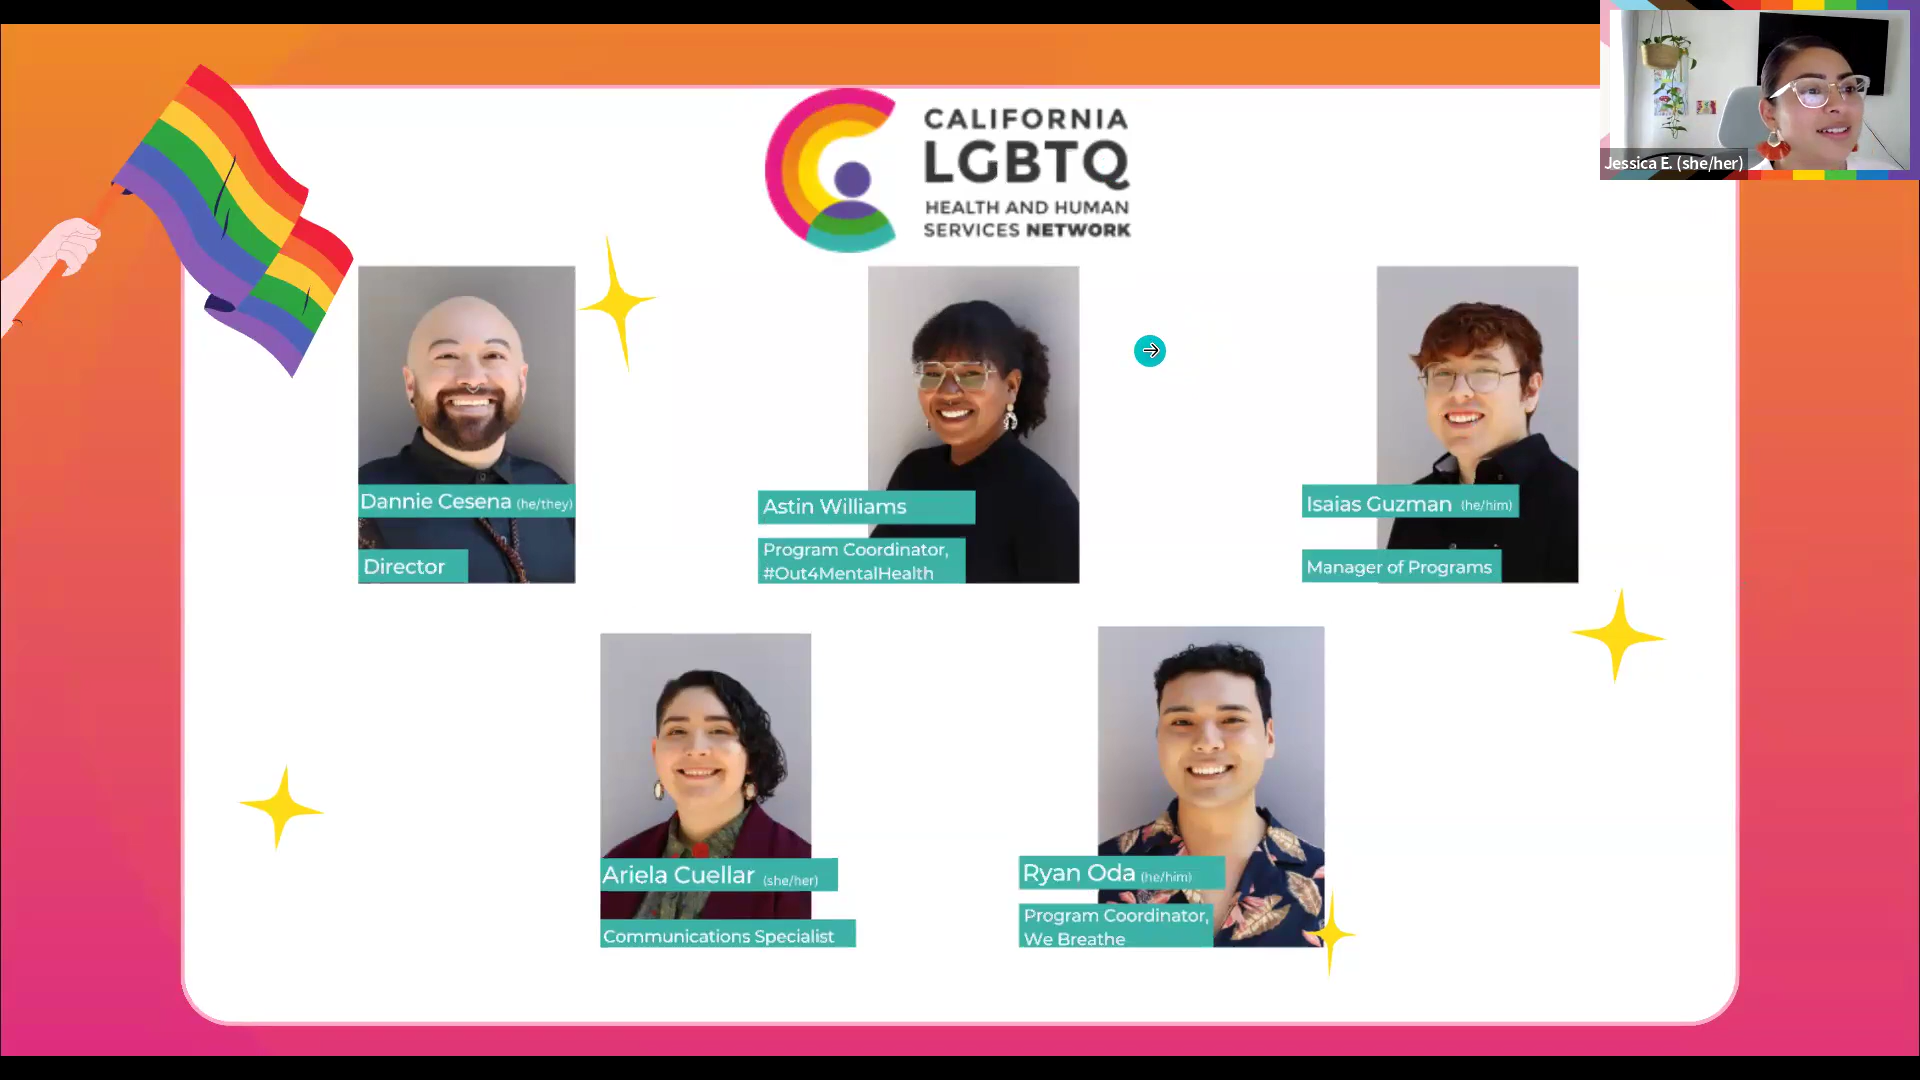 CALIFORNIA
LGBTQ
HEALTH AND HUMAN
SERVICES NETWORK
Jessica E. (she/her)
Dannie Cesena (he/they)
Director
Astin Williams
Program Coordinator,
#Out4MentalHealth
Isaias Guzman (he/him)
Manager of Programs
Ariela Cuellar (she/her)
Communications Specialist
Ryan Oda (he/him)
Program Coordinator,
We Breathe